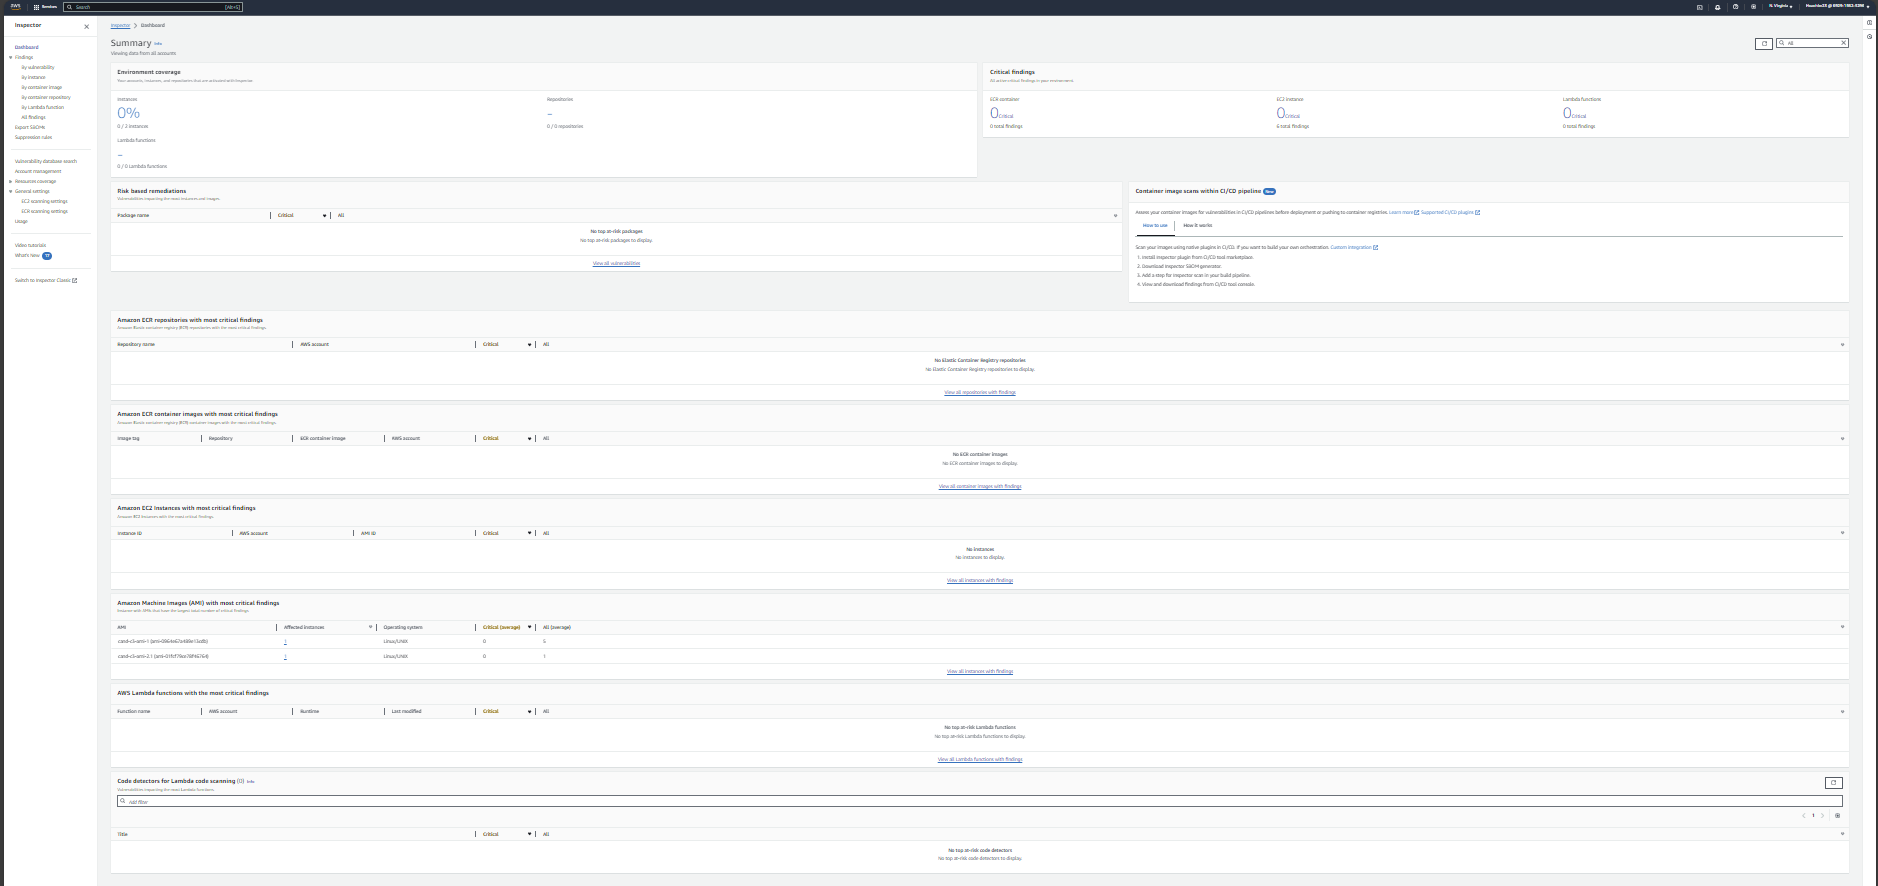 aws
Services
Search
[Alt+S]
N. Virginia
Inspector
Dashboard
Findings
By vulnerability
By instance
By container image
By container repository
By Lambda function
All findings
Export SBOMs
Suppression rules
Vulnerability database search
Account management
Resources coverage
General settings
EC2 scanning settings
ECR scanning settings
Usage
Video tutorials
What's New 17
Switch to Inspector Classic
Inspector > Dashboard
Summary Info
Viewing data from all accounts
All
Environment coverage
Your accounts, instances, and repositories that are activated with Inspector.
Instances
0%
0 / 2 instances
Repositories
–
0 / 0 repositories
Lambda functions
–
0 / 0 Lambda functions
Critical findings
All active critical findings in your environment.
ECR container
0 Critical
0 total findings
EC2 instance
0 Critical
6 total findings
Lambda functions
0 Critical
0 total findings
Risk based remediations
Vulnerabilities impacting the most instances and images.
Package name Critical All
No top at-risk packages
No top at-risk packages to display.
View all vulnerabilities
Container image scans within CI/CD pipeline New
Assess your container images for vulnerabilities in CI/CD pipelines before deployment or pushing to container registries. Learn more Supported CI/CD plugins
How to use How it works
Scan your images using native plugins in CI/CD. If you want to build your own orchestration. Custom integration
1. Install Inspector plugin from CI/CD tool marketplace.
2. Download Inspector SBOM generator.
3. Add a step for Inspector scan in your build pipeline.
4. View and download findings from CI/CD tool console.
Amazon ECR repositories with most critical findings
Amazon Elastic container registry (ECR) repositories with the most critical findings.
Repository name AWS account Critical All
No Elastic Container Registry repositories
No Elastic Container Registry repositories to display.
View all repositories with findings
Amazon ECR container images with most critical findings
Amazon Elastic container registry (ECR) container images with the most critical findings.
Image tag Repository ECR container image AWS account Critical All
No ECR container images
No ECR container images to display.
View all container images with findings
Amazon EC2 instances with most critical findings
Amazon EC2 instances with the most critical findings.
Instance ID AWS account AMI ID Critical All
No instances
No instances to display.
View all instances with findings
Amazon Machine Images (AMI) with most critical findings
Instance with AMIs that have the largest total number of critical findings.
AMI Affected instances Operating system Critical (average) All (average)
1 Linux/UNIX 0 5
1 Linux/UNIX 0 1
View all instances with findings
AWS Lambda functions with the most critical findings
Function name AWS account Runtime Last modified Critical All
No top at-risk Lambda functions
No top at-risk Lambda functions to display.
View all Lambda functions with findings
Code detectors for Lambda code scanning (0) Info
Vulnerabilities impacting the most Lambda functions.
Add filter
1
Title Critical All
No top at-risk code detectors
No top at-risk code detectors to display.